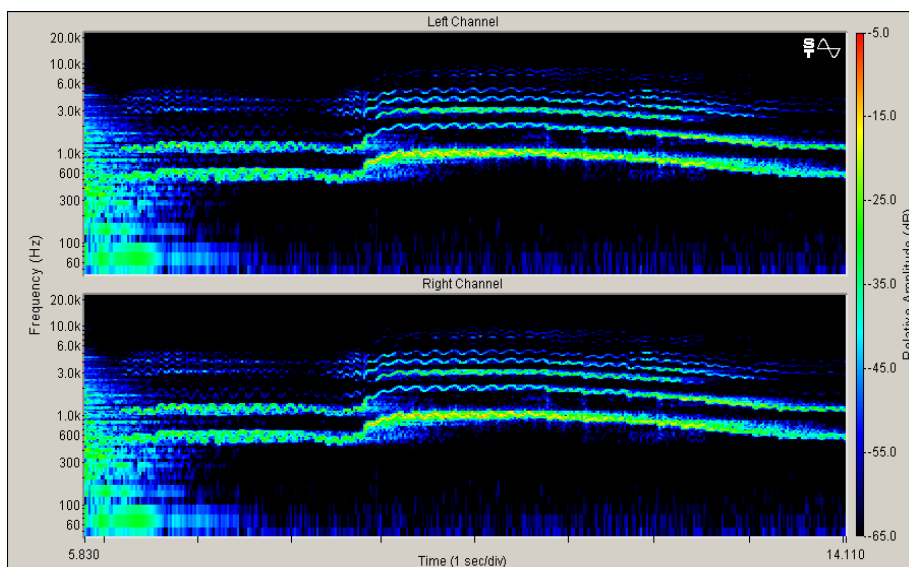 Left Channel
20.0k
10.0k
6.0k
3.0k
1.0k
600
300
100
60
ST
Right Channel
20.0k
10.0k
6.0k
3.0k
1.0k
600
300
100
60
Frequency (Hz)
5.830
Time (1 sec/div)
14.110
-5.0
-15.0
-25.0
-35.0
-45.0
-55.0
-65.0
Relative Amplitude (dB)